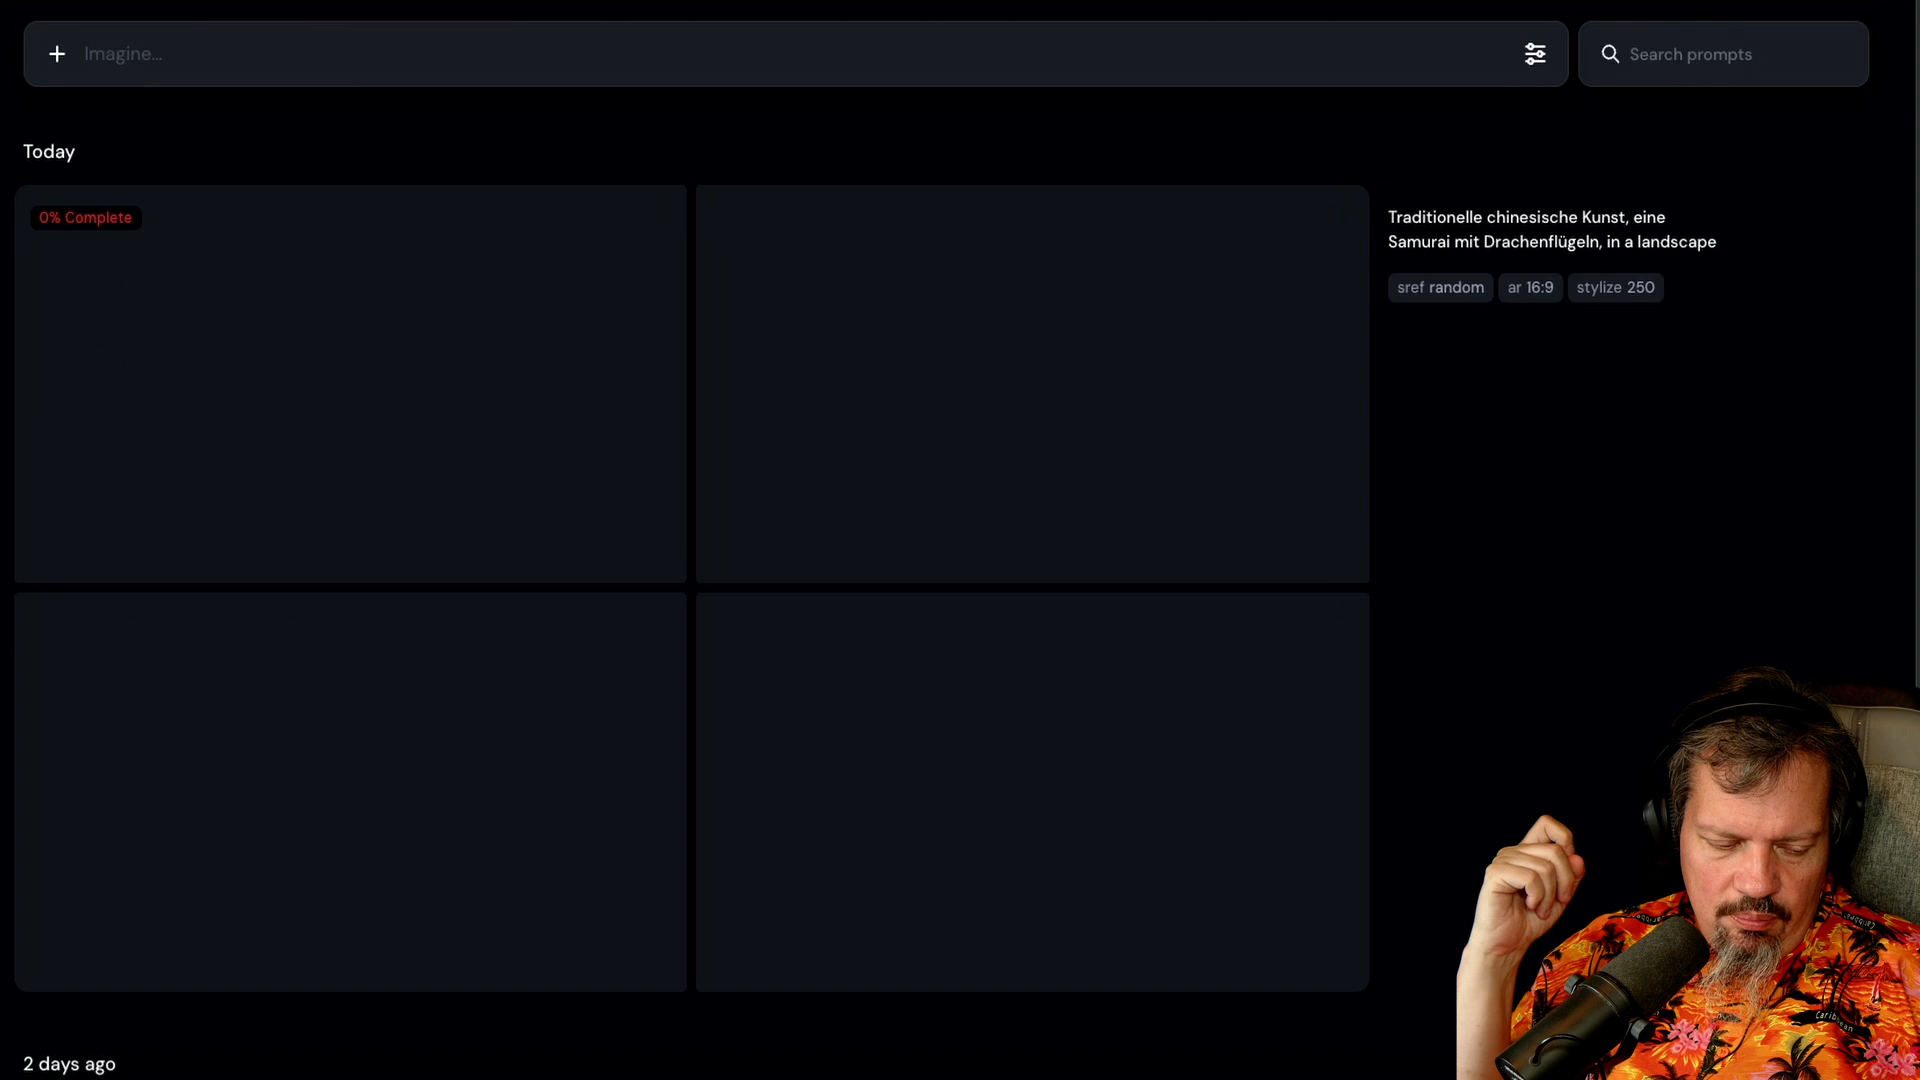 Imagine...
Search prompts
Today
0% Complete
Traditionelle chinesische Kunst, eine
Samurai mit Drachenflügeln, in a landscape
sref random
ar 16:9
stylize 250
2 days ago
Caribbean